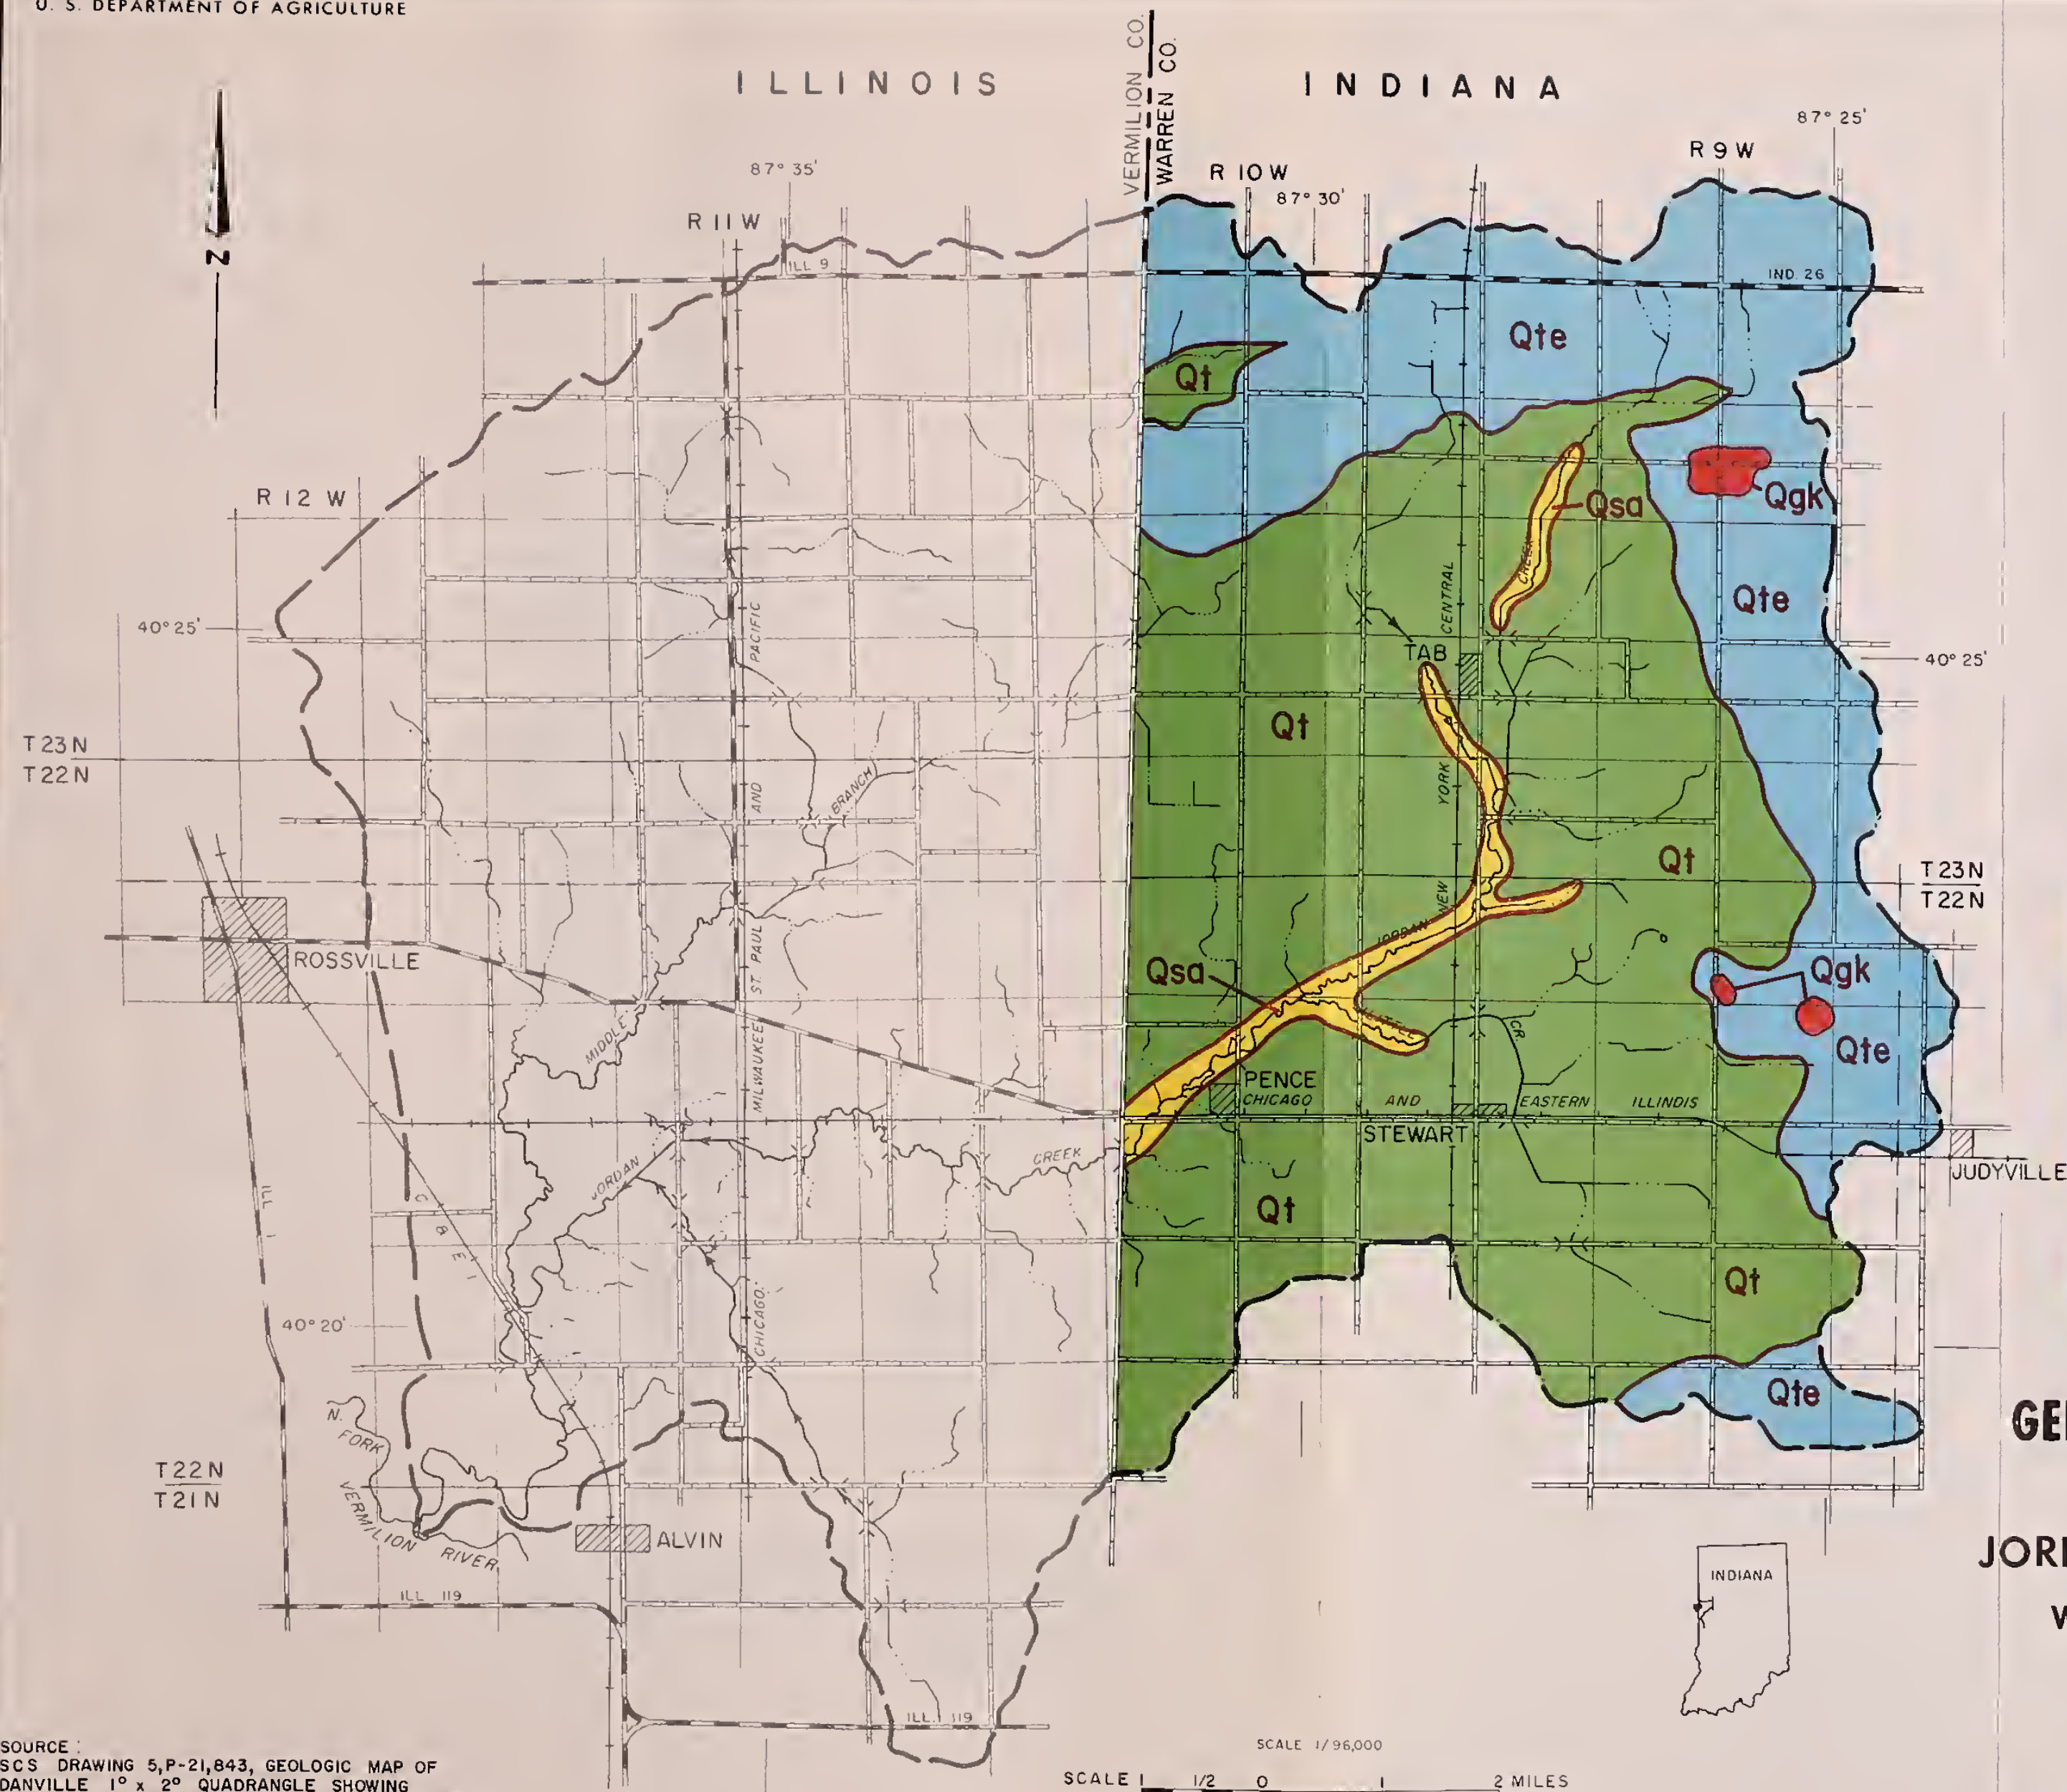 U. S. DEPARTMENT OF AGRICULTURE
ILLINOIS
VERMILION CO.
WARREN CO.
INDIANA
87° 25'
R 9 W
87° 35'
R 10 W
87° 30'
R 11 W
ILL 9
IND. 26
Qte
Qt
R 12 W
Qgk
Qsa
CREEK
Qte
PACIFIC
CENTRAL
40° 25'
TAB
40° 25'
Qt
T 23 N
T 22 N
AND
BRANCH
YORK
Qt
T 23 N
T 22 N
NEW
JORDAN
ROSSVILLE
ST. PAUL
Qsa
Qgk
LITTLE
CR
MIDDLE
MILWAUKEE
Qte
PENCE
CHICAGO
AND
EASTERN
ILLINOIS
STEWART
JUDYVILLE
CREEK
JORDAN
ILL 1
C & E I
Qt
Qt
CHICAGO
40° 20'
Qte
N.
FORK
VERMILION
RIVER
T 22 N
T 21 N
ALVIN
INDIANA
ILL 119
ILL. 119
SCALE 1/96,000
SOURCE :
SCS DRAWING 5,P-21,843, GEOLOGIC MAP OF
DANVILLE 1° x 2° QUADRANGLE SHOWING
SCALE 1 1/2 0 1 2 MILES